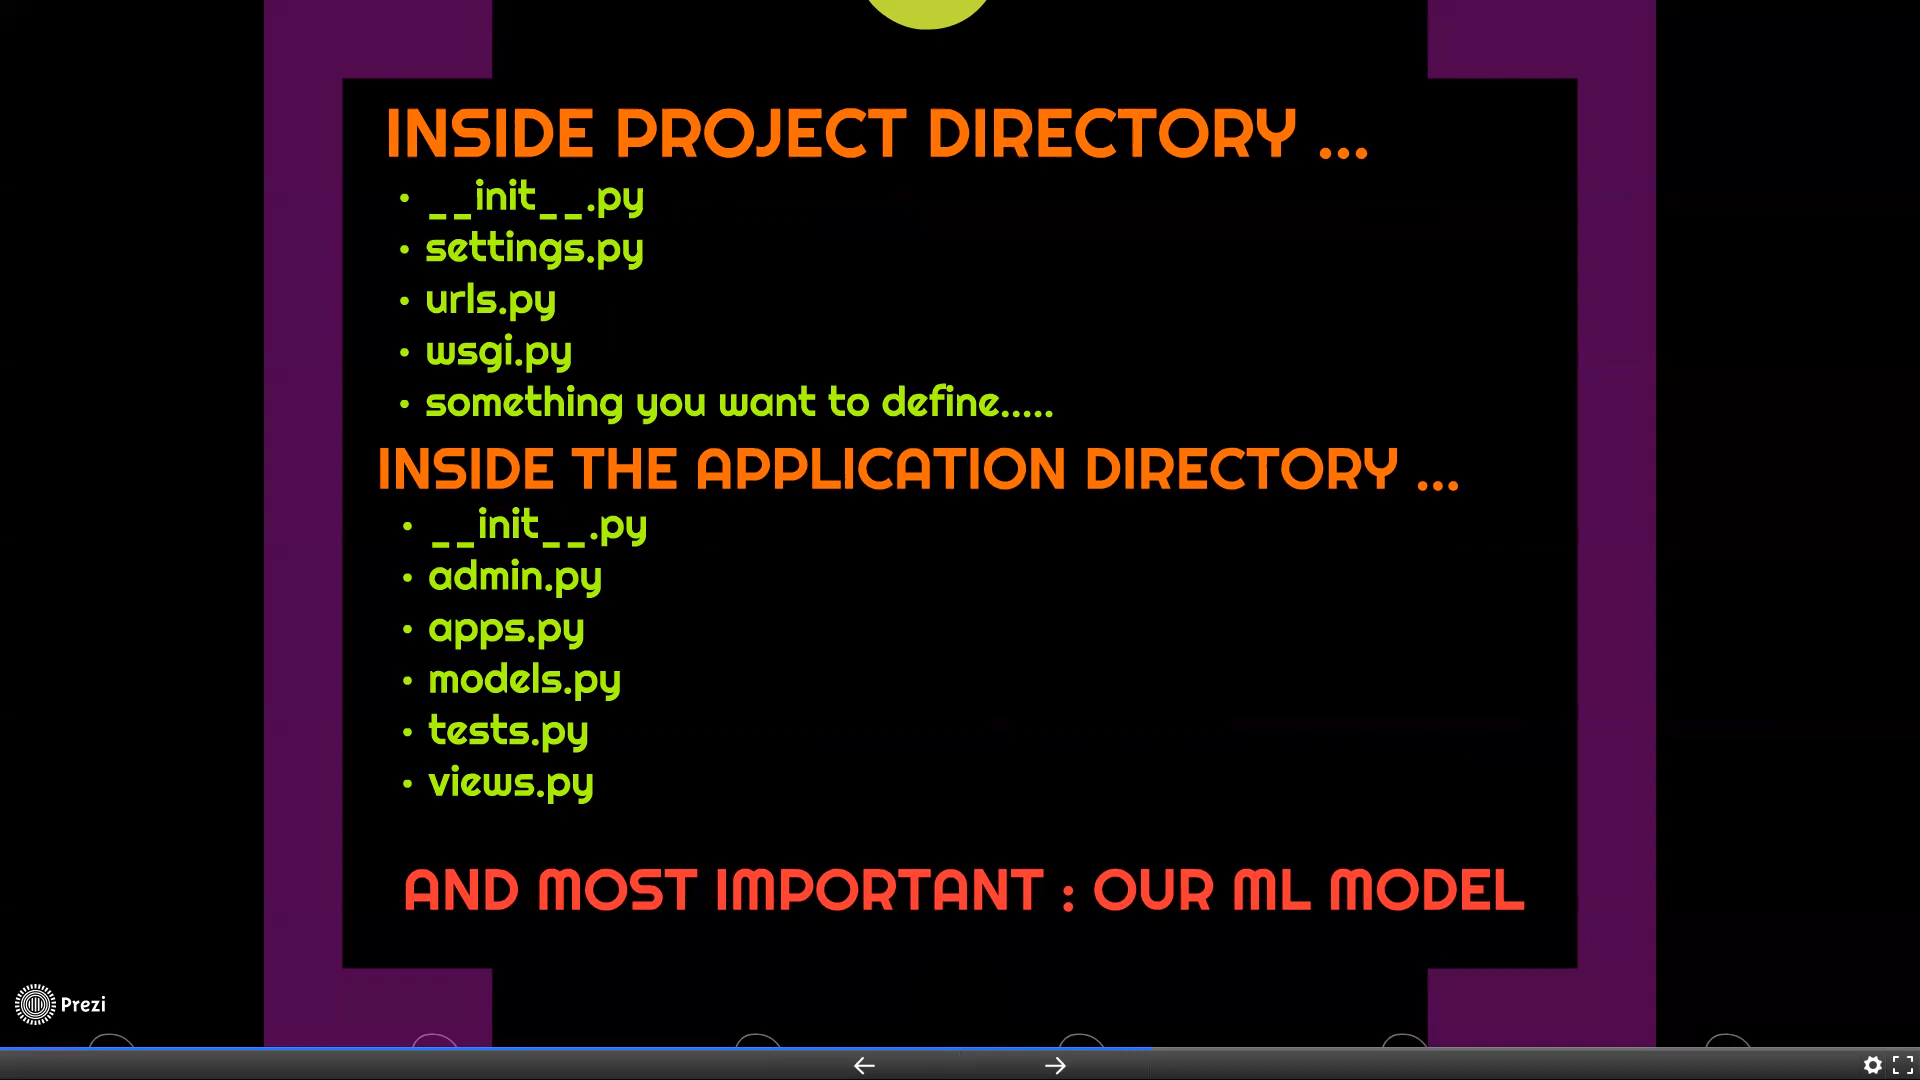 INSIDE PROJECT DIRECTORY ...
• __init__.py
• settings.py
• urls.py
• wsgi.py
• something you want to define.....
INSIDE THE APPLICATION DIRECTORY ...
• __init__.py
• admin.py
• apps.py
• models.py
• tests.py
• views.py
AND MOST IMPORTANT : OUR ML MODEL
Prezi